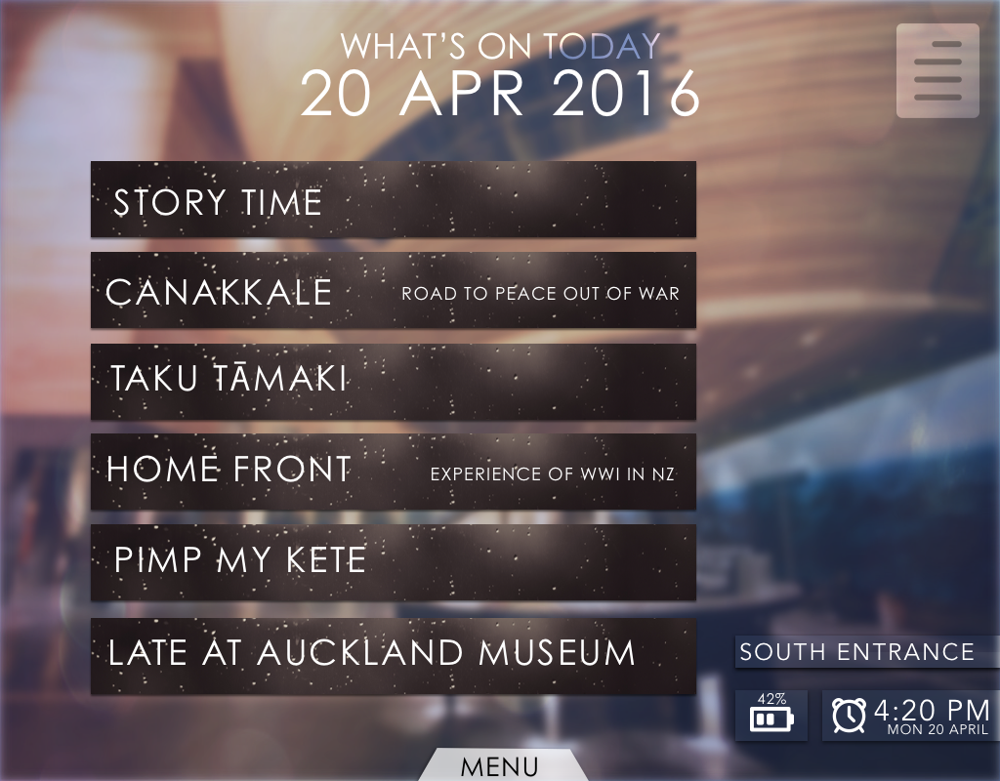 WHAT'S ON TODAY
20 APR 2016
STORY TIME
CANAKKALE ROAD TO PEACE OUT OF WAR
TAKU TĀMAKI
HOME FRONT EXPERIENCE OF WWI IN NZ
PIMP MY KETE
LATE AT AUCKLAND MUSEUM
SOUTH ENTRANCE
42%
4:20 PM
MON 20 APRIL
MENU